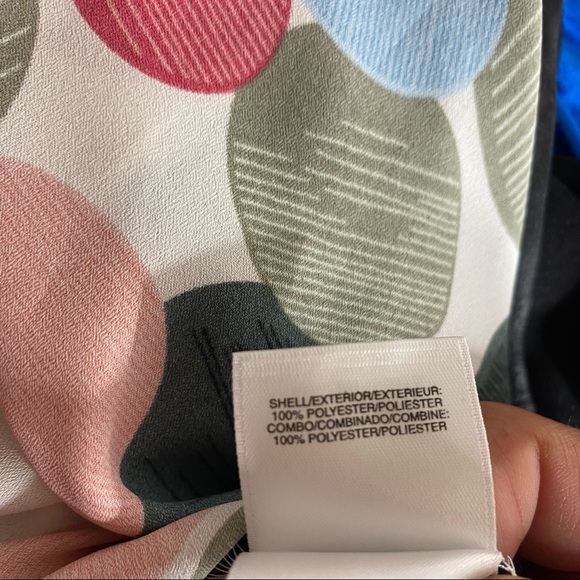 SHELL/EXTERIOR/EXTERIEUR:
100% POLYESTER/POLIESTER
COMBO/COMBINADO/COMBINE:
100% POLYESTER/POLIESTER